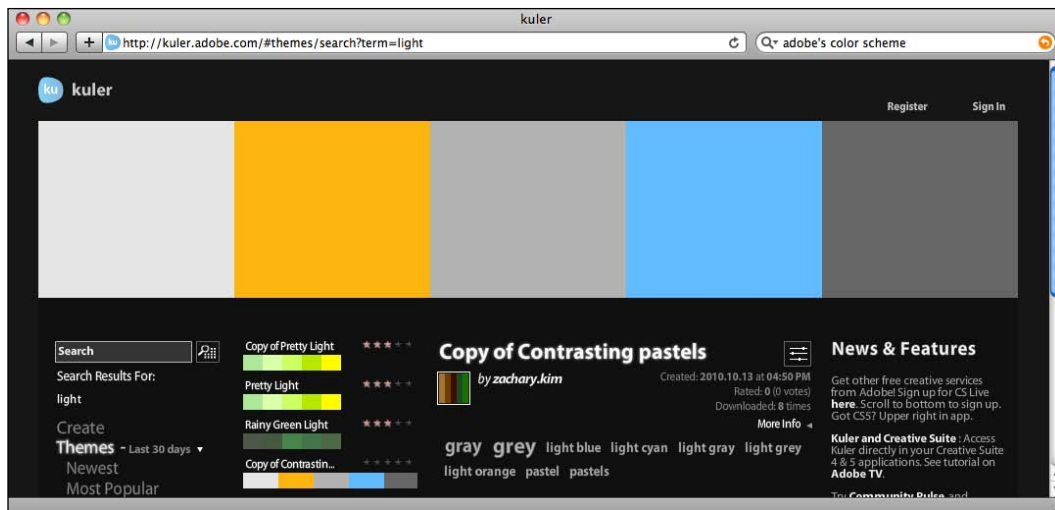 kuler
http://kuler.adobe.com/#themes/search?term=light
adobe's color scheme
ku kuler
Register Sign In
Search
Search Results For:
light
Create
Themes - Last 30 days
Newest
Most Popular
Copy of Pretty Light
Pretty Light
Rainy Green Light
Copy of Contrastin...
Copy of Contrasting pastels
by zachary.kim
Created: 2010.10.13 at 04:50 PM
Rated: 0 (0 votes)
Downloaded: 8 times
More Info
gray grey light blue light cyan light gray light grey
light orange pastel pastels
News & Features
Get other free creative services
from Adobe! Sign up for CS Live
here. Scroll to bottom to sign up.
Got CS5? Upper right in app.
Kuler and Creative Suite : Access
Kuler directly in your Creative Suite
4 & 5 applications. See tutorial on
Adobe TV.
Try Community Pulse and